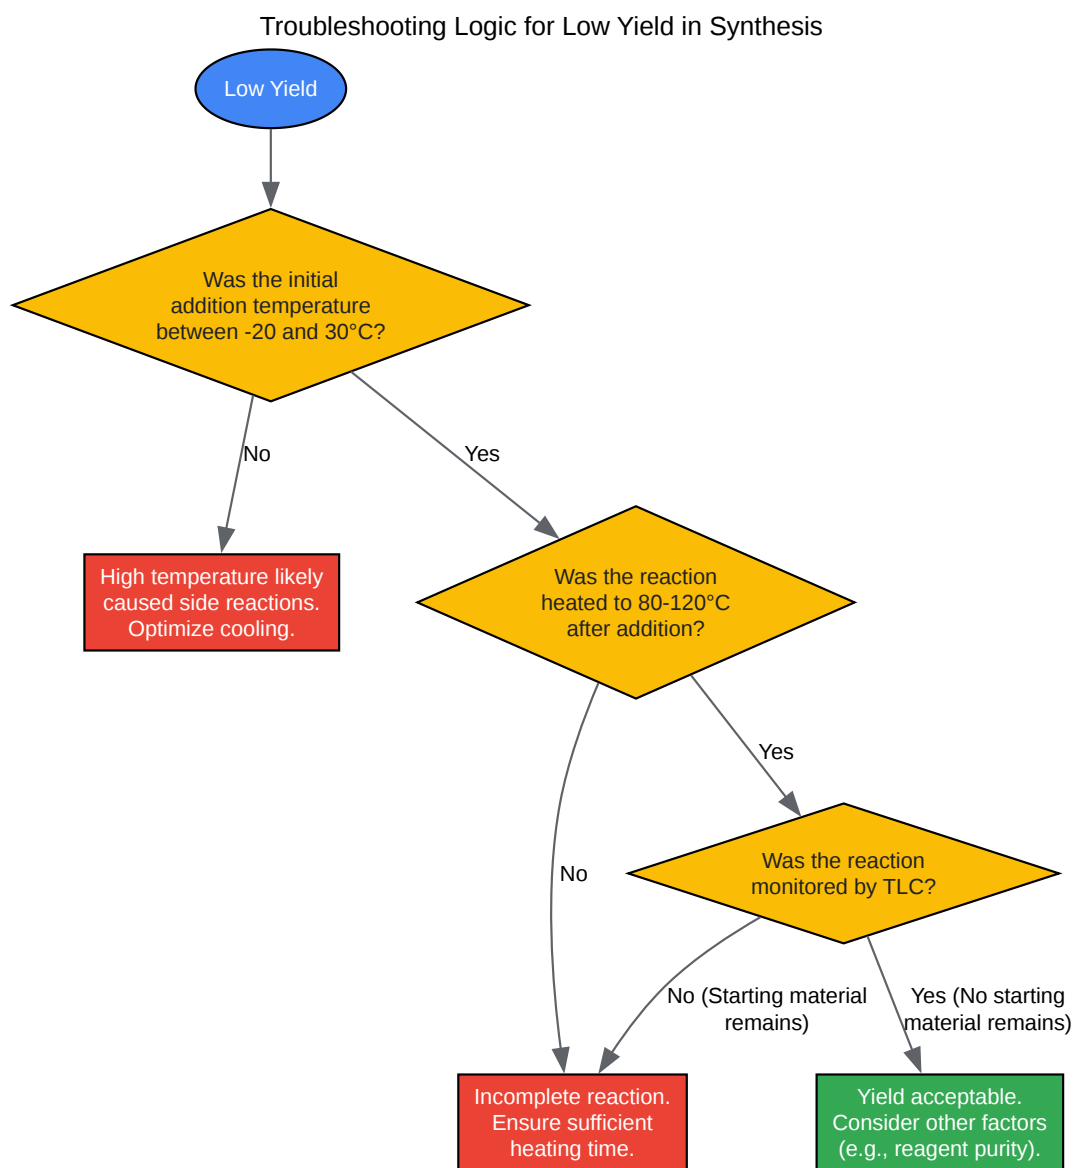 Troubleshooting Logic for Low Yield in Synthesis
Low Yield
Was the initial
addition temperature
between -20 and 30°C?
No
Yes
High temperature likely
caused side reactions.
Optimize cooling.
Was the reaction
heated to 80-120°C
after addition?
Yes
No
Was the reaction
monitored by TLC?
No (Starting material
remains)
Yes (No starting
material remains)
Incomplete reaction.
Ensure sufficient
heating time.
Yield acceptable.
Consider other factors
(e.g., reagent purity).